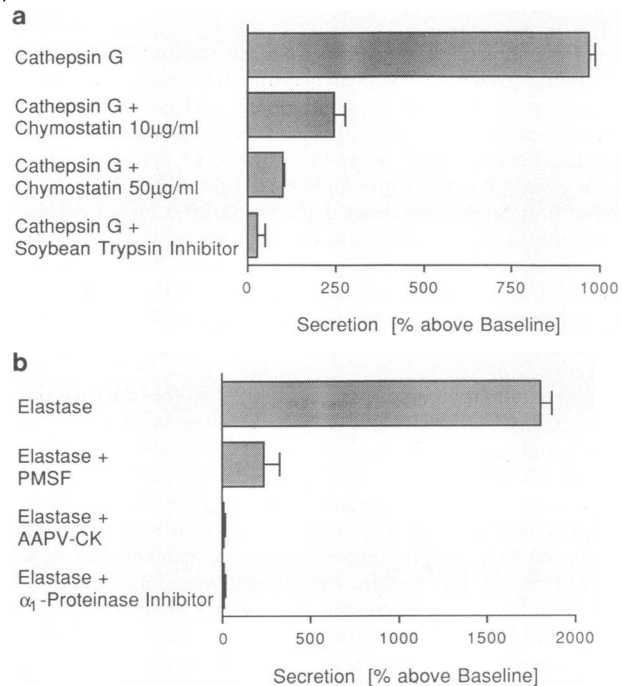 a
Cathepsin G
Cathepsin G +
Chymostatin 10µg/ml
Cathepsin G +
Chymostatin 50µg/ml
Cathepsin G +
Soybean Trypsin Inhibitor
0 250 500 750 1000
Secretion [% above Baseline]
b
Elastase
Elastase +
PMSF
Elastase +
AAPV-CK
Elastase +
α1-Proteinase Inhibitor
0 500 1000 1500 2000
Secretion [% above Baseline]